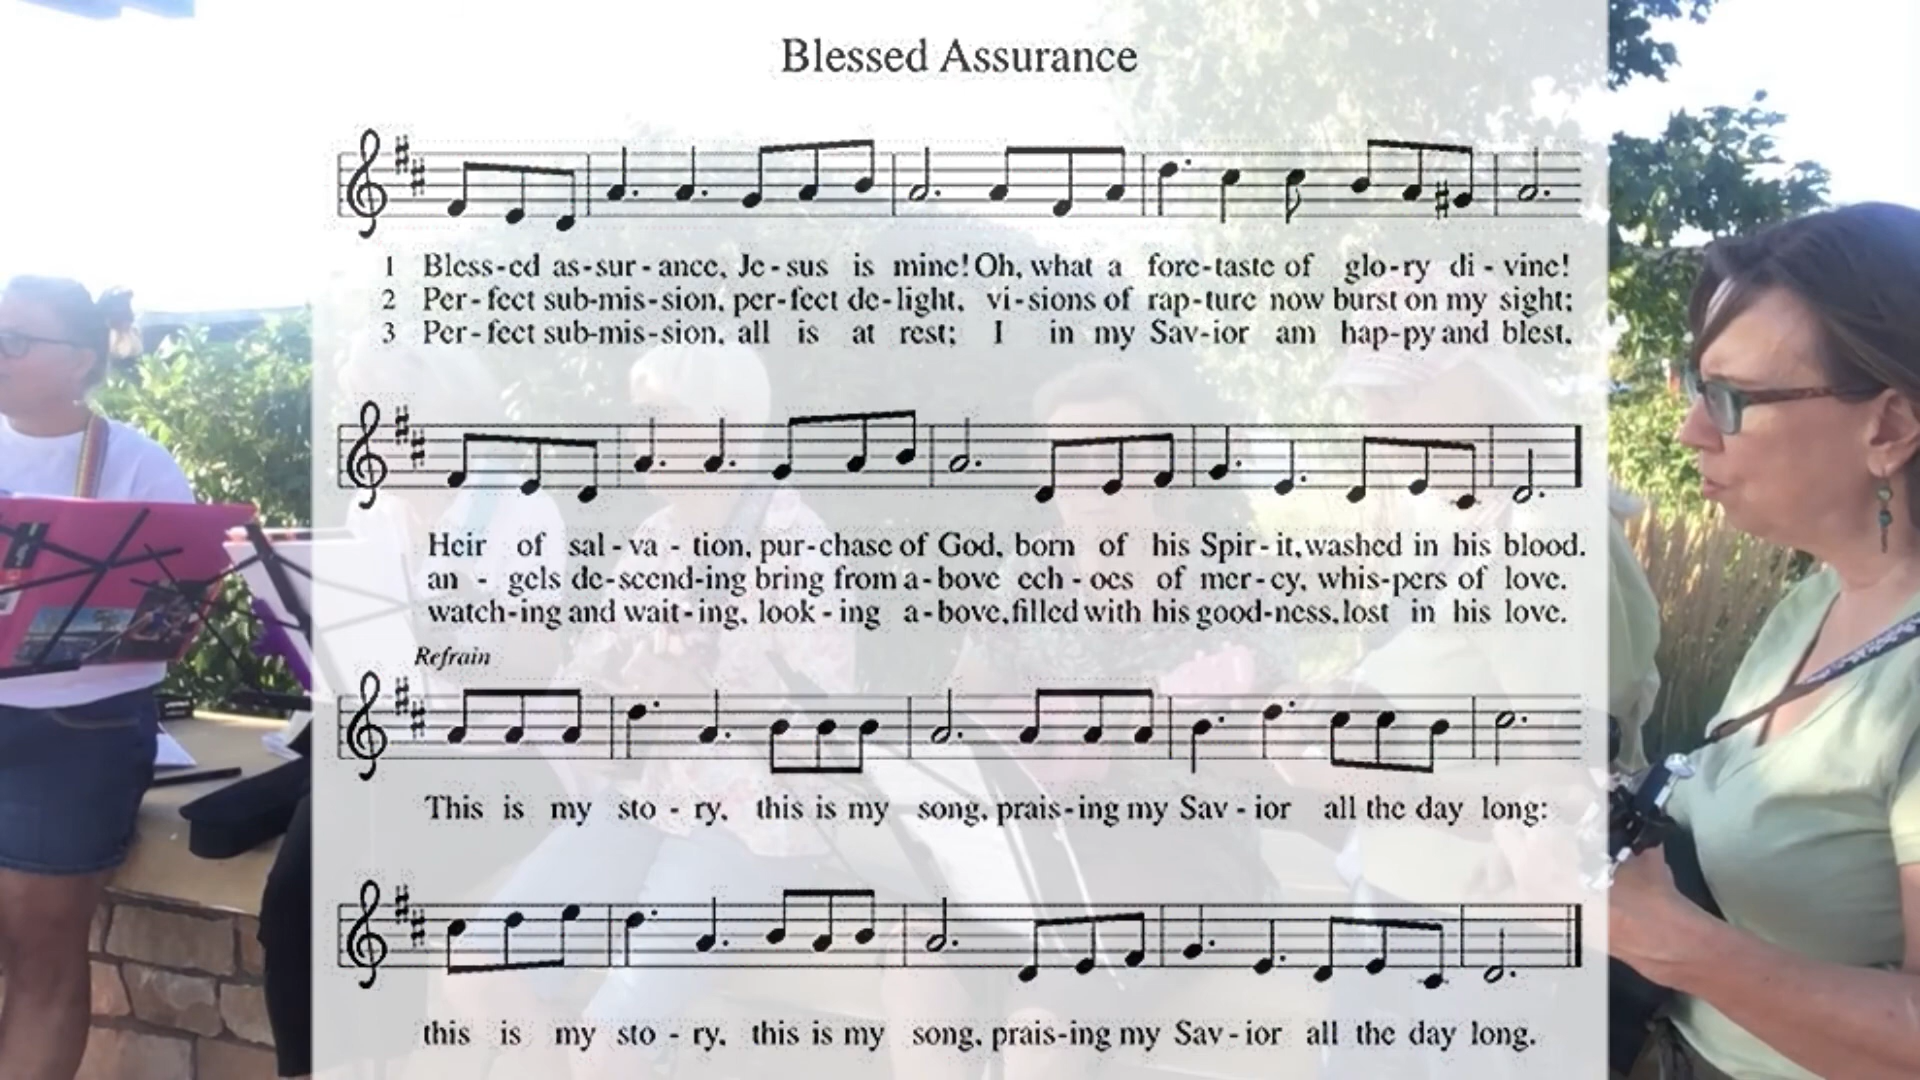 Blessed Assurance
1 Bless-ed as-sur-ance, Je-sus is mine! Oh, what a fore-taste of glo-ry di-vine!
2 Per-fect sub-mis-sion, per-fect de-light, vi-sions of rap-ture now burst on my sight;
3 Per-fect sub-mis-sion, all is at rest; I in my Sav-ior am hap-py and blest,
Heir of sal-va-tion, pur-chase of God, born of his Spir-it, washed in his blood.
an-gels de-scend-ing bring from a-bove ech-oes of mer-cy, whis-pers of love.
watch-ing and wait-ing, look-ing a-bove, filled with his good-ness, lost in his love.
Refrain
This is my sto-ry, this is my song, prais-ing my Sav-ior all the day long:
this is my sto-ry, this is my song, prais-ing my Sav-ior all the day long.